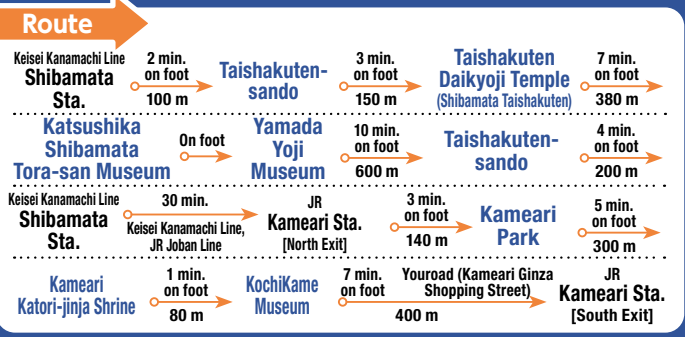 Route
Keisei Kanamachi Line
Shibamata
Sta.
2 min.
on foot
100 m
Taishakuten-
sando
3 min.
on foot
150 m
Taishakuten
Daikyoji Temple
(Shibamata Taishakuten)
7 min.
on foot
380 m
Katsushika
Shibamata
Tora-san Museum
On foot
Yamada
Yoji
Museum
10 min.
on foot
600 m
Taishakuten-
sando
4 min.
on foot
200 m
Keisei Kanamachi Line
Shibamata
Sta.
30 min.
Keisei Kanamachi Line,
JR Joban Line
JR
Kameari Sta.
[North Exit]
3 min.
on foot
140 m
Kameari
Park
5 min.
on foot
300 m
Kameari
Katori-jinja Shrine
1 min.
on foot
80 m
KochiKame
Museum
7 min.
on foot
Youroad (Kameari Ginza
Shopping Street)
400 m
JR
Kameari Sta.
[South Exit]